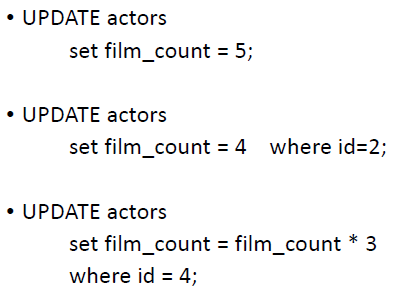 • UPDATE actors
set film_count = 5;
• UPDATE actors
set film_count = 4 where id=2;
• UPDATE actors
set film_count = film_count * 3
where id = 4;